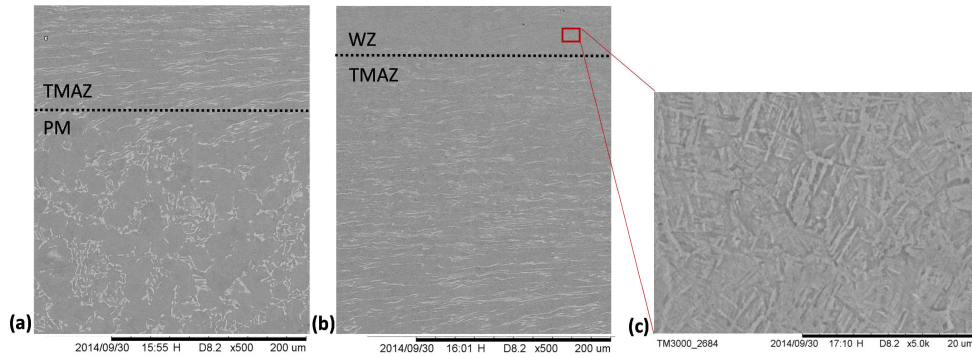 TMAZ
PM
(a)
2014/09/30 15:55 H D8.2 x500 200 um
WZ
TMAZ
(b)
2014/09/30 16:01 H D8.2 x500 200 um
(c)
TM3000_2684 2014/09/30 17:10 H D8.2 x5.0k 20 um